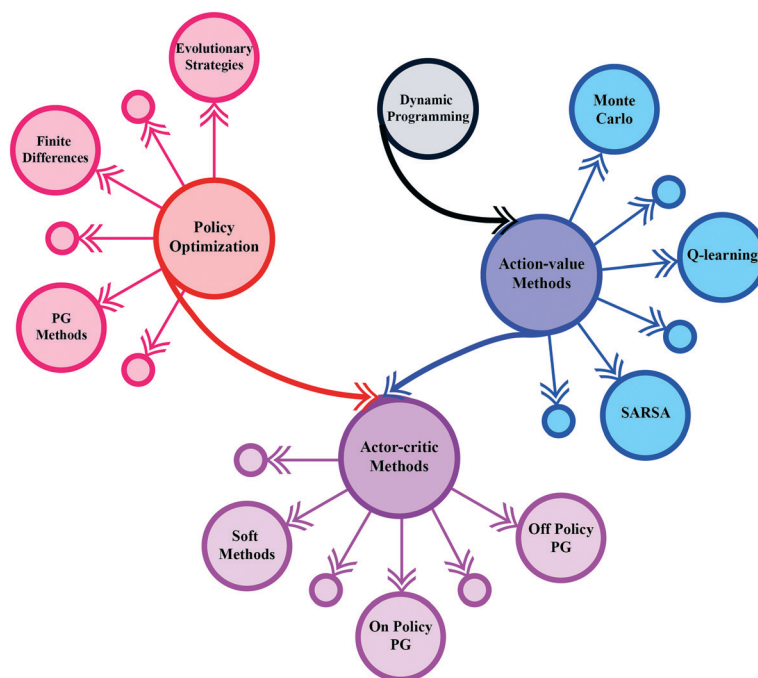 Evolutionary
Strategies
Dynamic
Programming
Monte
Carlo
Finite
Differences
Policy
Optimization
Q-learning
Action-value
Methods
PG
Methods
SARSA
Actor-critic
Methods
Soft
Methods
Off Policy
PG
On Policy
PG